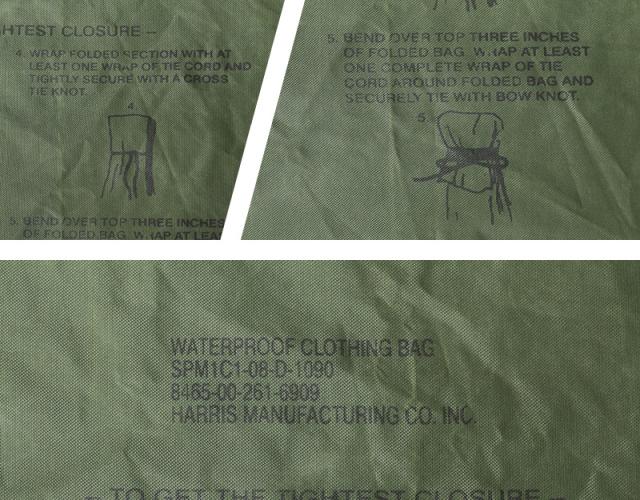 HTEST CLOSURE –
4. WRAP FOLDED SECTION WITH AT
LEAST ONE WRAP OF TIE CORD AND
TIGHTLY SECURE WITH A CROSS
TIE KNOT.
4
5. BEND OVER TOP THREE INCHES
OF FOLDED BAG. WRAP AT LEA
5. BEND OVER TOP THREE INCHES
OF FOLDED BAG. WRAP AT LEAST
ONE COMPLETE WRAP OF TIE
CORD AROUND FOLDED BAG AND
SECURELY TIE WITH BOW KNOT.
5.
WATERPROOF CLOTHING BAG
SPM1C1-08-D-1090
8465-00-261-6909
HARRIS MANUFACTURING CO. INC.
– TO GET THE TIGHTEST CLOSURE –